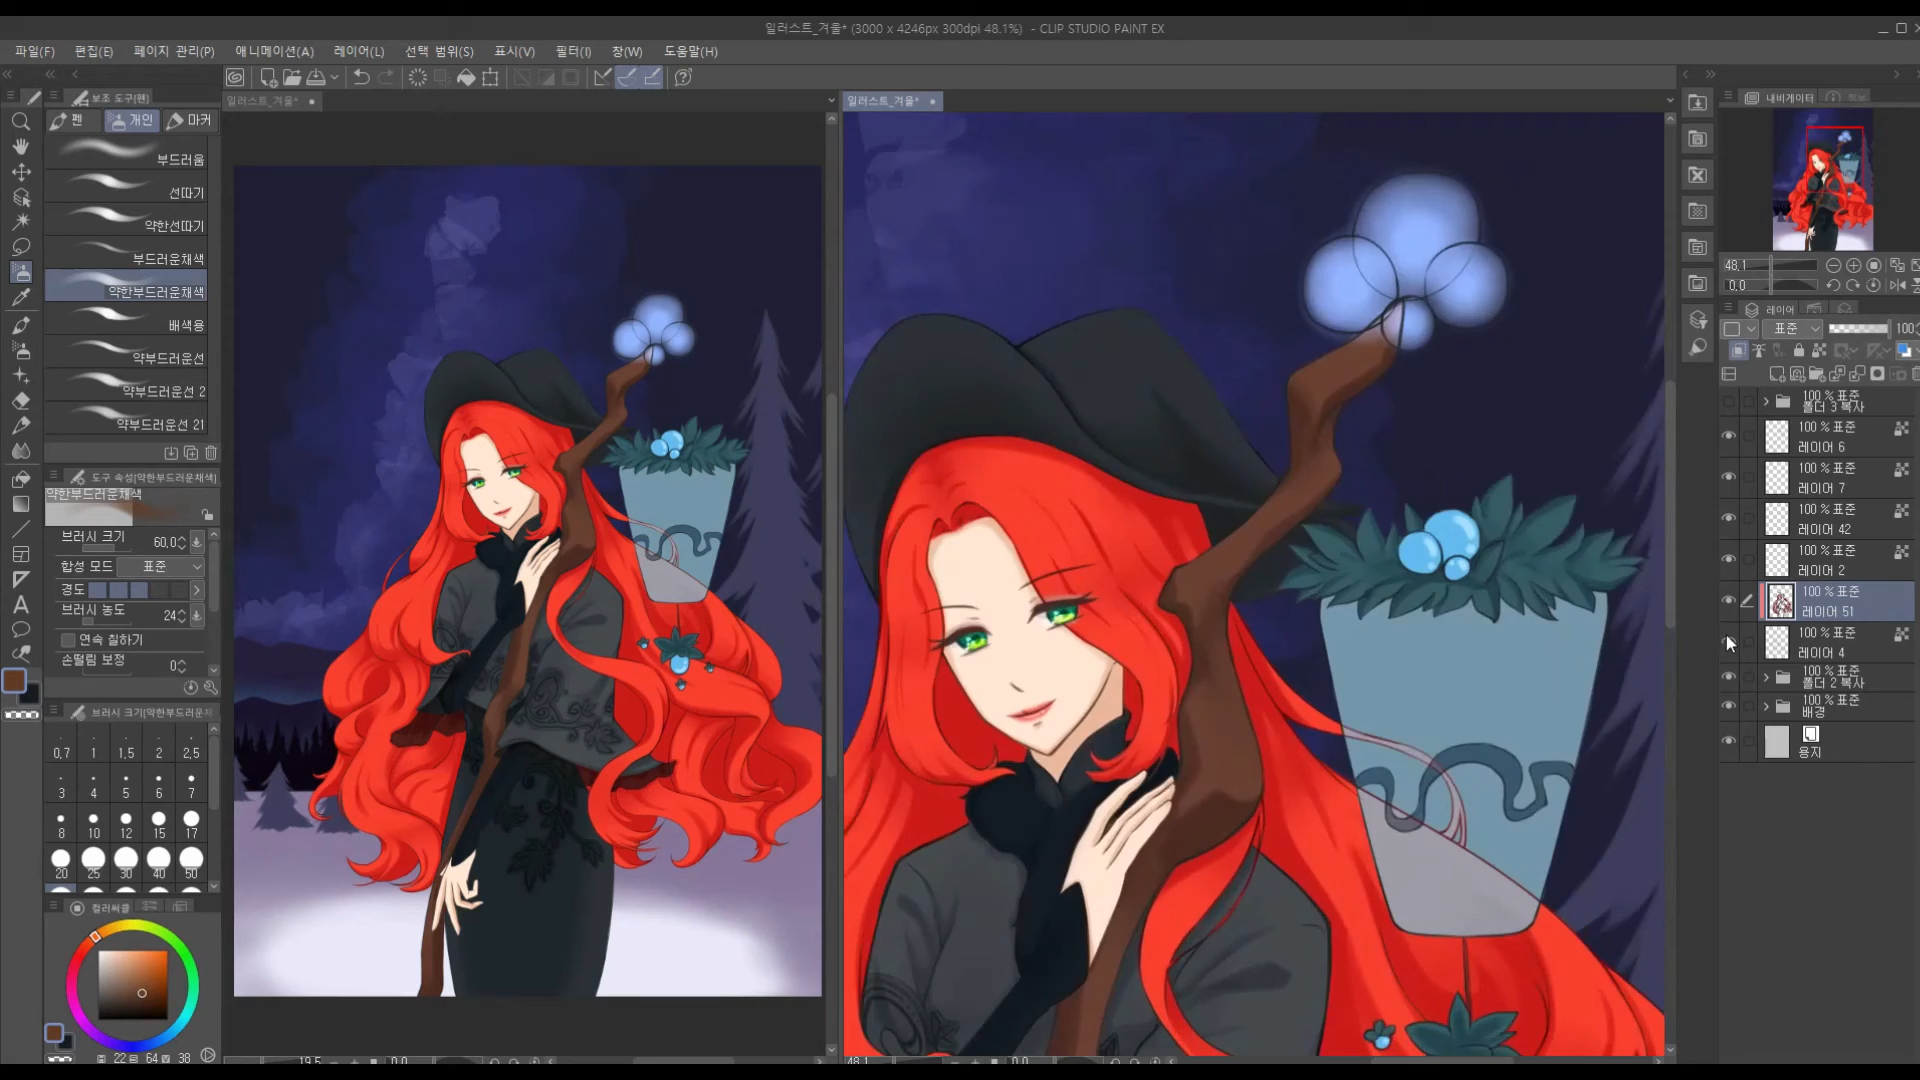 일러스트_겨울* (3000 x 4246px 300dpi 48.1%)  - CLIP STUDIO PAINT EX
파일(F) 편집(E) 페이지 관리(P) 애니메이션(A) 레이어(L) 선택 범위(S) 표시(V) 필터(I) 창(W) 도움말(H)
보조 도구[펜]
일러스트_겨울*
일러스트_겨울*
내비게이터
정보
펜 개인 마커
부드러움
선따기
약한선따기
부드러운채색
약한부드러운채색
배색용
약부드러운선
약부드러운선 2
약부드러운선 21
도구 속성[약한부드러운채색]
약한부드러운채색
브러시 크기 60.0
합성 모드 표준
경도
브러시 농도 24
연속 칠하기
손떨림 보정 0
브러시 크기[약한부드러운채
0.7 1 1.5 2 2.5
3 4 5 6 7
8 10 12 15 17
20 25 30 40 50
컬러써클
22 64 38
19.5 0.0
48.1 0.0
48.1
0.0
레이어
표준 100
100 % 표준
폴더 3 복사
100 % 표준
레이어 6
100 % 표준
레이어 7
100 % 표준
레이어 42
100 % 표준
레이어 2
100 % 표준
레이어 51
100 % 표준
레이어 4
100 % 표준
폴더 2 복사
100 % 표준
배경
용지